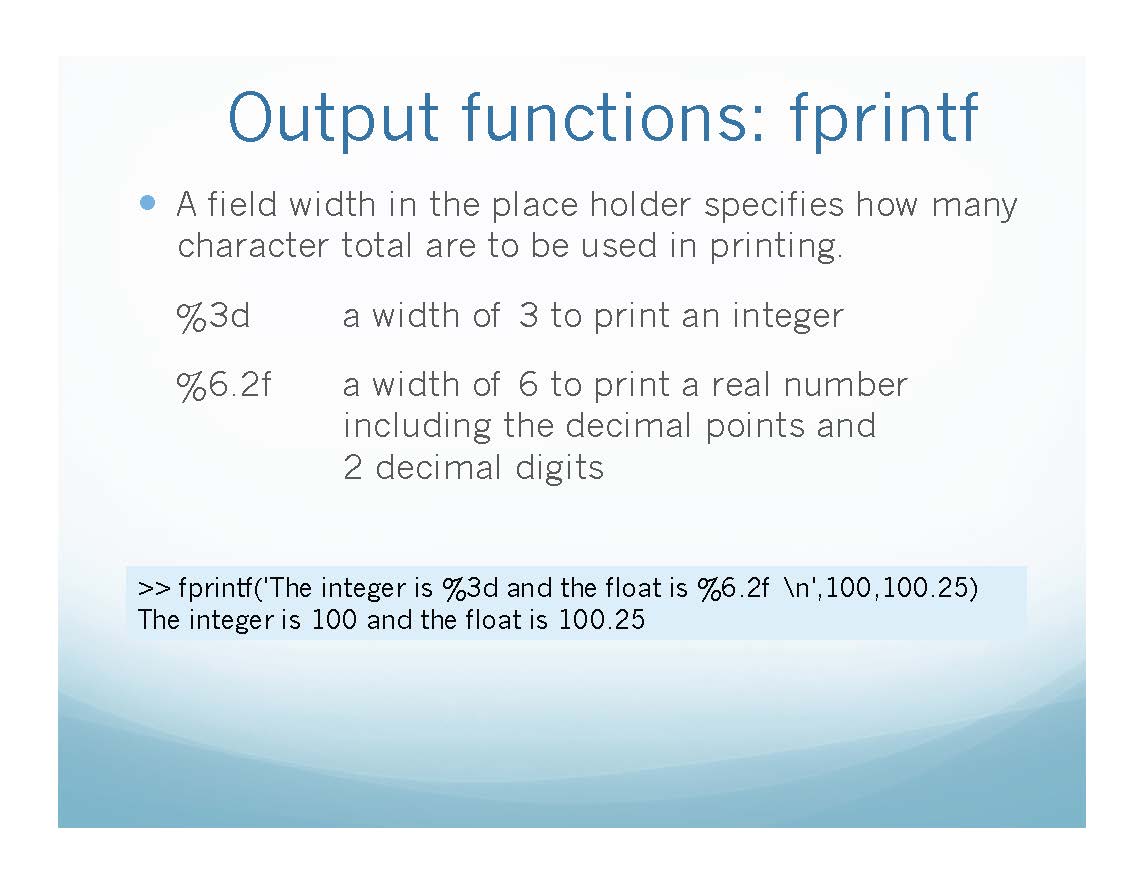 Output functions: fprintf
• A field width in the place holder specifies how many
character total are to be used in printing.
%3d a width of 3 to print an integer
%6.2f a width of 6 to print a real number
including the decimal points and
2 decimal digits
>> fprintf('The integer is %3d and the float is %6.2f \n',100,100.25)
The integer is 100 and the float is 100.25